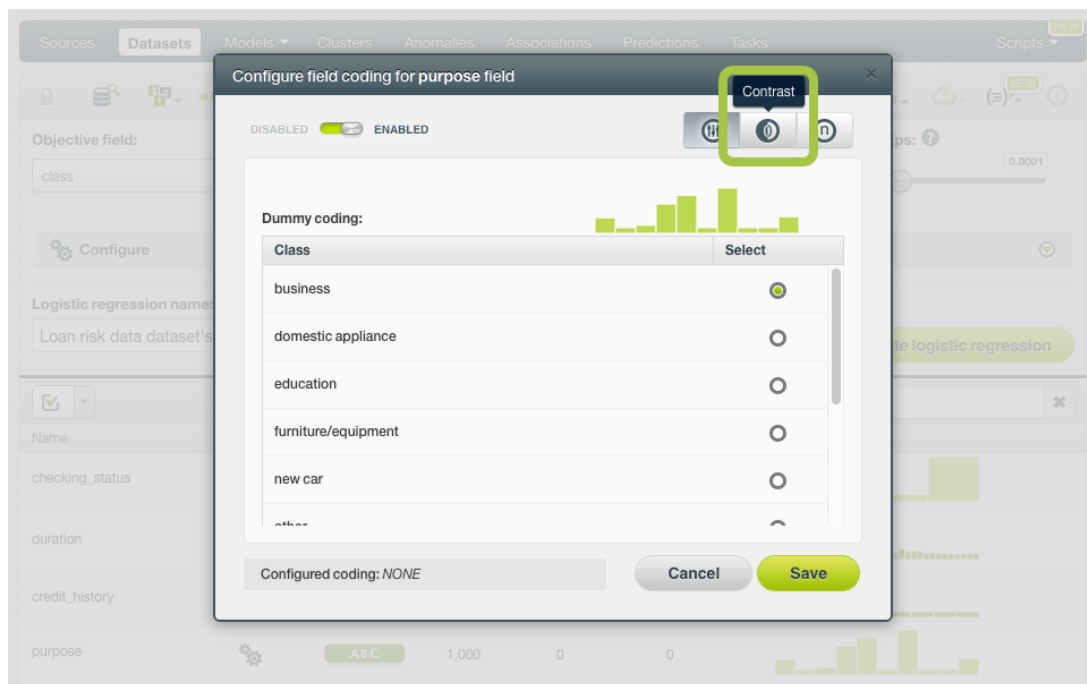 NEW
Sources Datasets Models Clusters Anomalies Associations Predictions Tasks Scripts
Configure field coding for purpose field
Contrast
NEW
(=)
DISABLED ENABLED
n
Objective field:
ps:
0.0001
class
Dummy coding:
Configure
Class Select
business
Logistic regression name:
Loan risk data dataset's
domestic appliance
te logistic regression
education
furniture/equipment
Name
new car
checking_status
other
duration
Configured coding: NONE
Cancel
Save
credit_history
purpose ABC 1,000 0 0